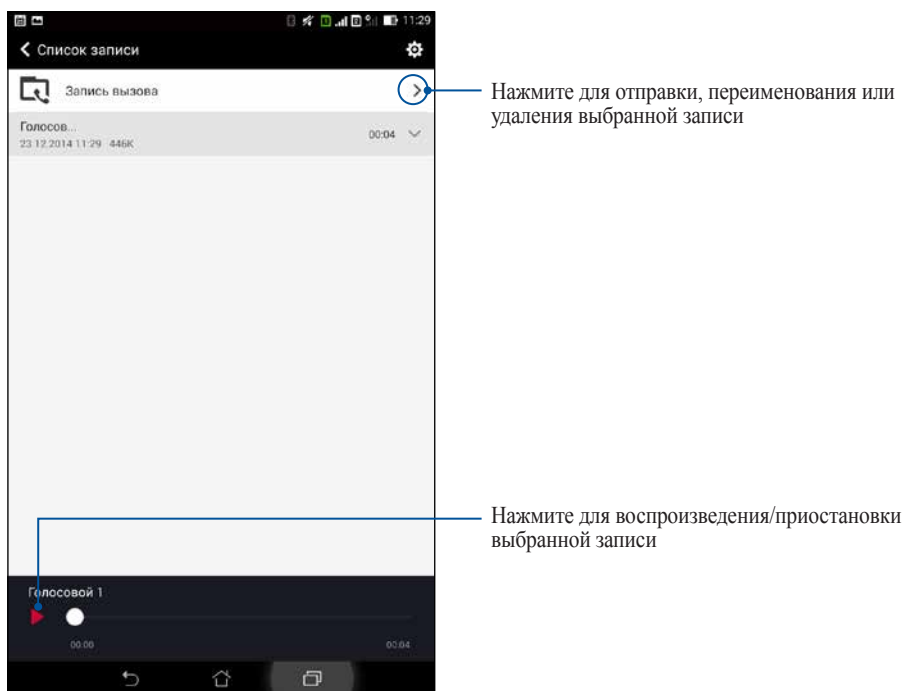 11:29
Список записи
Запись вызова
Нажмите для отправки, переименования или
удаления выбранной записи
Голосов...
00:04
23.12.2014 11:29 446K
Нажмите для воспроизведения/приостановки
выбранной записи
Голосовой 1
00:00
00:04